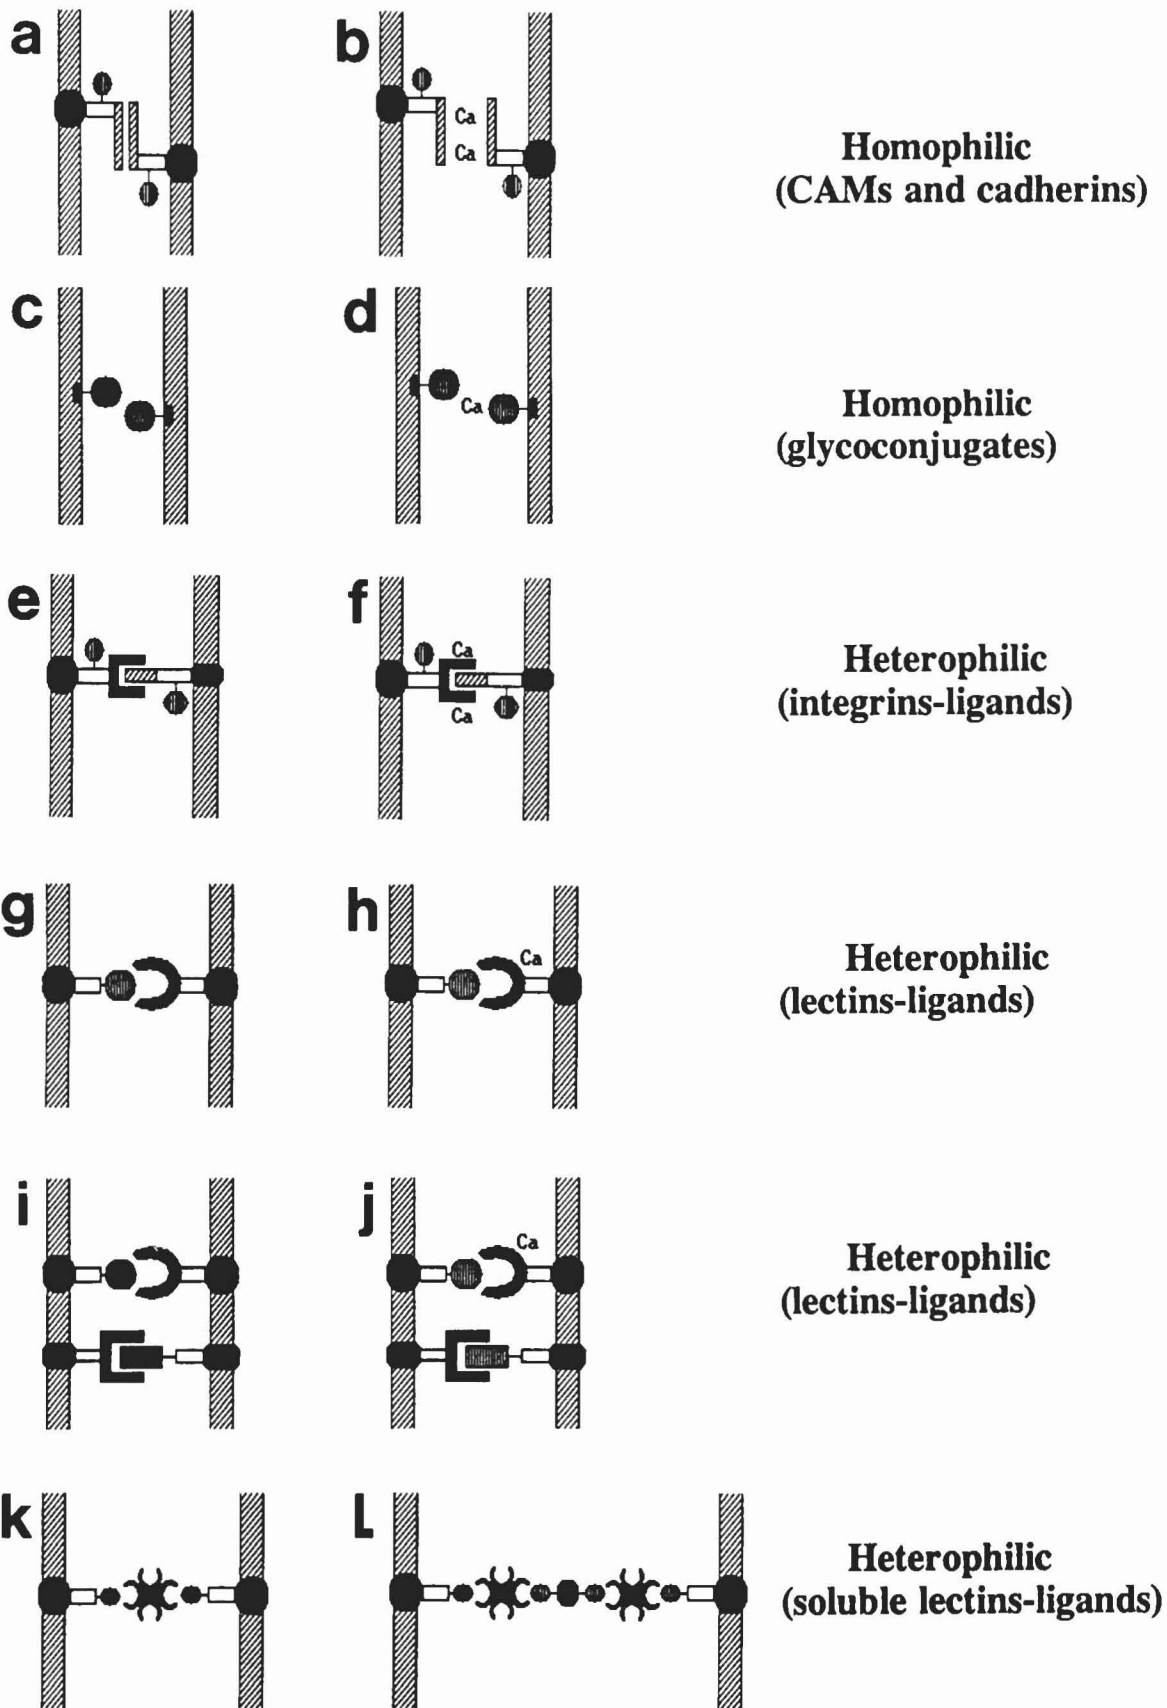 a
b
Ca
Ca
Homophilic
(CAMs and cadherins)
c
d
Ca
Homophilic
(glycoconjugates)
e
f
Ca
Ca
Heterophilic
(integrins-ligands)
g
h
Ca
Heterophilic
(lectins-ligands)
i
j
Ca
Heterophilic
(lectins-ligands)
k
l
Heterophilic
(soluble lectins-ligands)